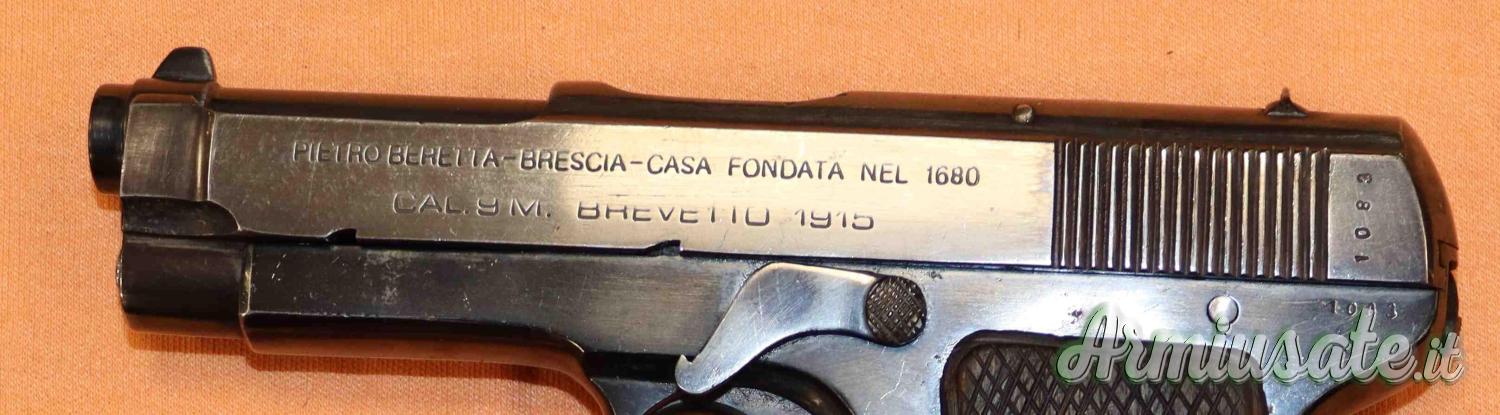 PIETRO BERETTA-BRESCIA-CASA FONDATA NEL 1680
CAL.9 M. BREVETTO 1915
1083
Armiusate.it